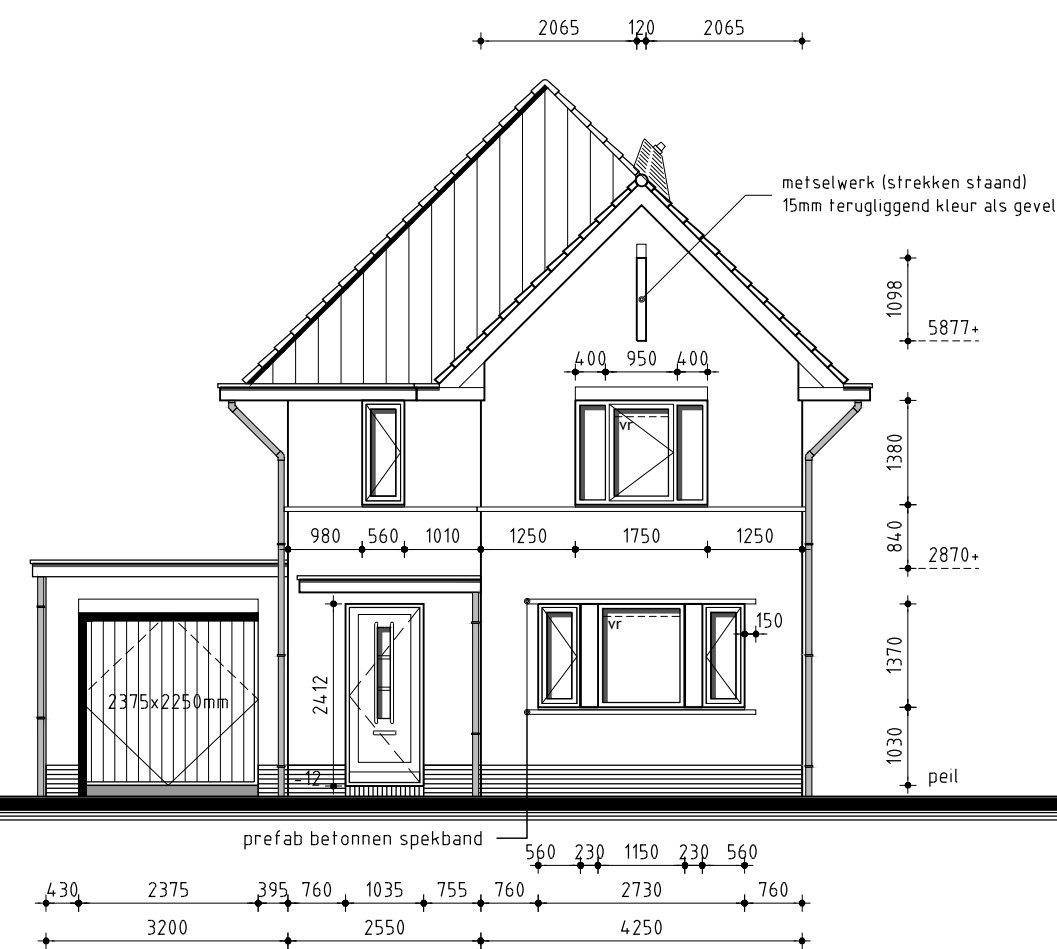 2065 120 2065
metselwerk (strekken staand)
15mm terugliggend kleur als gevel
1098
5877+
400 950 400
vr
1380
980 560 1010 1250 1750 1250
840
2870+
150
vr
1370
2412
2375x2250mm
1030
-12
peil
prefab betonnen spekband
560 230 1150 230 560
430 2375 395 760 1035 755 760 2730 760
3200 2550 4250